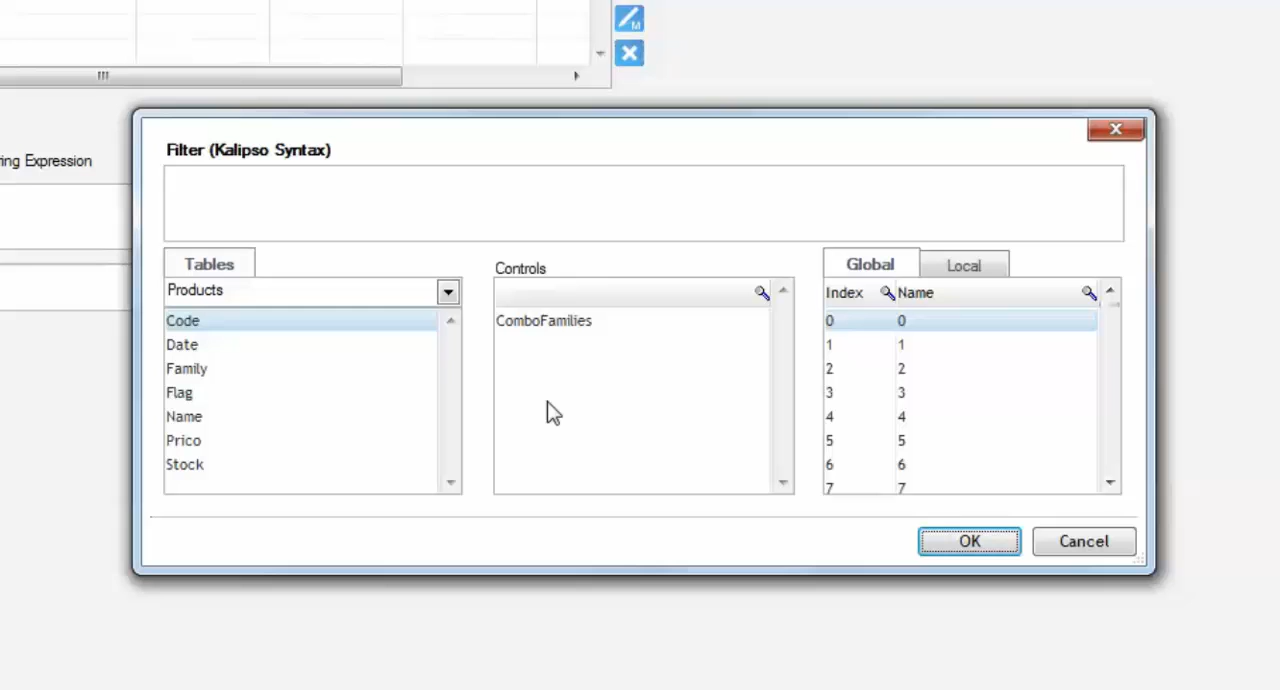 M
ring Expression
Filter (Kalipso Syntax)
Tables
Products
Code
Date
Family
Flag
Name
Prico
Stock
Controls
ComboFamilies
Global Local
Index Name
0 0
1 1
2 2
3 3
4 4
5 5
6 6
7 7
OK Cancel